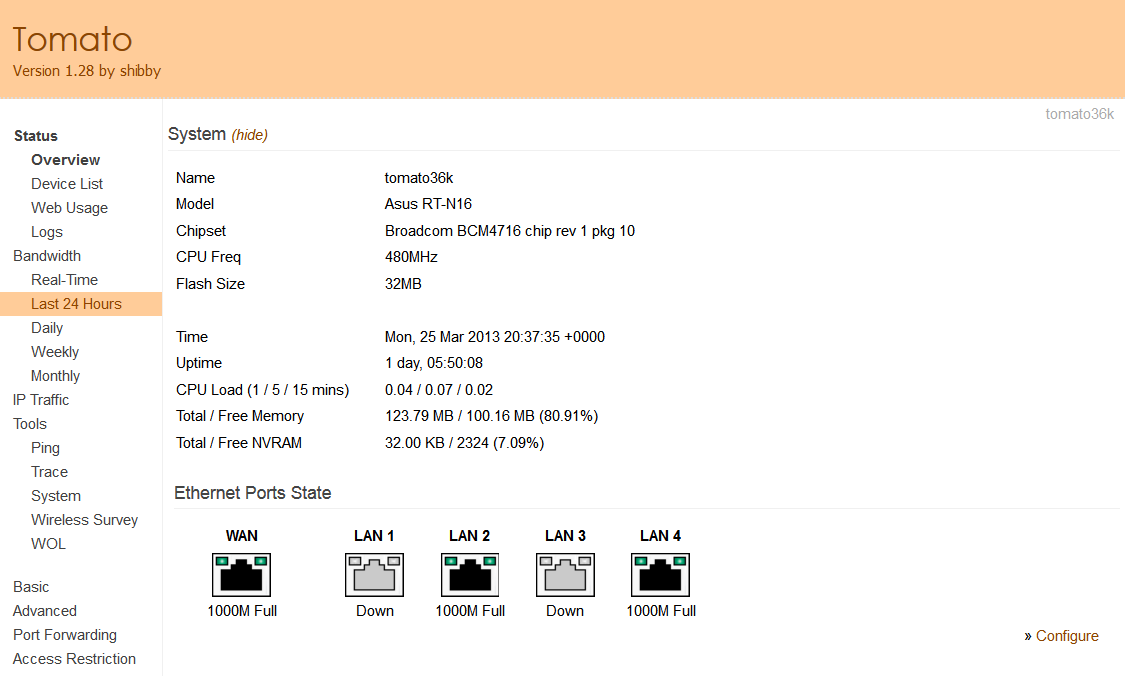 Tomato
Version 1.28 by shibby
tomato36k
Status
Overview
Device List
Web Usage
Logs
Bandwidth
Real-Time
Last 24 Hours
Daily
Weekly
Monthly
IP Traffic
Tools
Ping
Trace
System
Wireless Survey
WOL
Basic
Advanced
Port Forwarding
Access Restriction
System (hide)
Name tomato36k
Model Asus RT-N16
Chipset Broadcom BCM4716 chip rev 1 pkg 10
CPU Freq 480MHz
Flash Size 32MB
Time Mon, 25 Mar 2013 20:37:35 +0000
Uptime 1 day, 05:50:08
CPU Load (1 / 5 / 15 mins) 0.04 / 0.07 / 0.02
Total / Free Memory 123.79 MB / 100.16 MB (80.91%)
Total / Free NVRAM 32.00 KB / 2324 (7.09%)
Ethernet Ports State
WAN LAN 1 LAN 2 LAN 3 LAN 4
1000M Full Down 1000M Full Down 1000M Full
» Configure